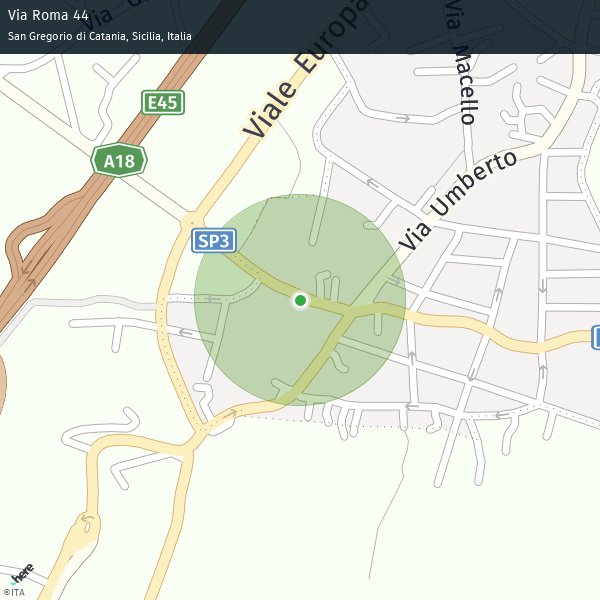 Via Roma 44
San Gregorio di Catania, Sicilia, Italia
Via Macello
Viale Europa
E45
A18
Via Umberto
SP3
here
©ITA